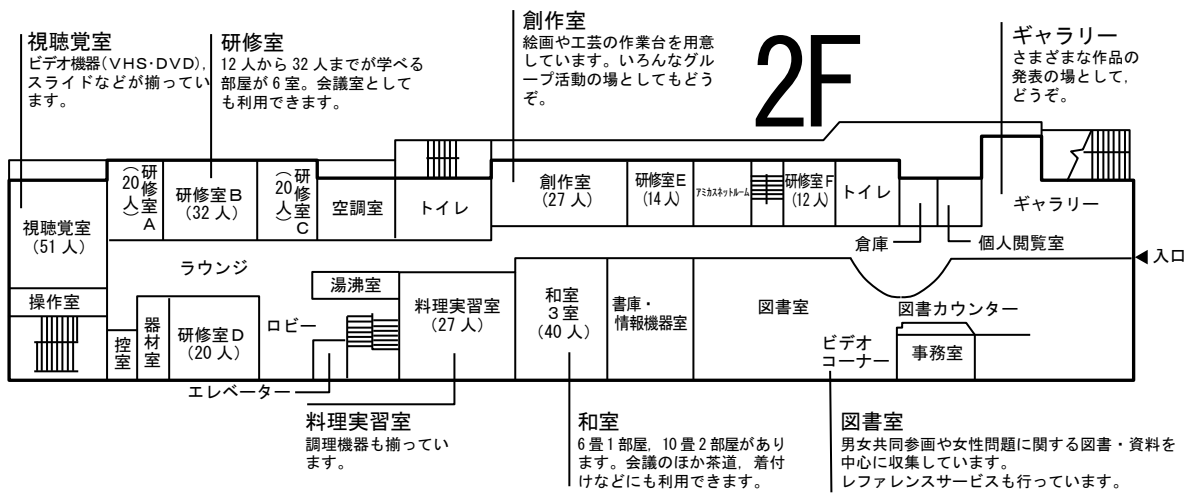 視聴覚室
ビデオ機器(VHS・DVD),
スライドなどが揃ってい
ます。
研修室
12人から32人までが学べる
部屋が6室。会議室として
も利用できます。
創作室
絵画や工芸の作業台を用意
しています。いろんなグル
ープ活動の場としてもどう
ぞ。
2F
ギャラリー
さまざまな作品の
発表の場として,
どうぞ。
視聴覚室
(51人)
研修室A
(20人)
研修室B
(32人)
研修室C
(20人)
空調室
トイレ
創作室
(27人)
研修室E
(14人)
アミカスネットルーム
研修室F
(12人)
トイレ
倉庫
個人閲覧室
ギャラリー
入口
ラウンジ
操作室
控室
器材室
研修室D
(20人)
ロビー
湯沸室
エレベーター
料理実習室
(27人)
和室
3室
(40人)
書庫・
情報機器室
図書室
図書カウンター
ビデオ
コーナー
事務室
料理実習室
調理機器も揃ってい
ます。
和室
6畳1部屋,10畳2部屋があり
ます。会議のほか茶道,着付
けなどにも利用できます。
図書室
男女共同参画や女性問題に関する図書・資料を
中心に収集しています。
レファレンスサービスも行っています。